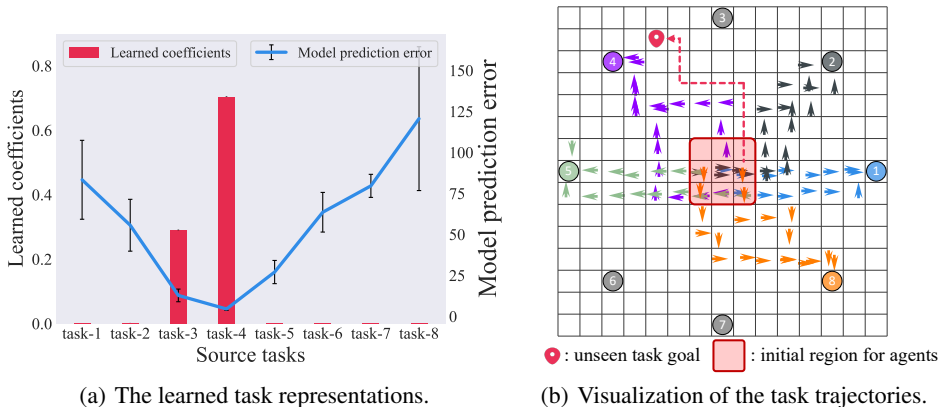 Learned coefficients
Model prediction error
0.8
0.6
0.4
0.2
0.0
Learned coefficients
150
125
100
75
50
25
0
Model prediction error
task-1 task-2 task-3 task-4 task-5 task-6 task-7 task-8
Source tasks
(a) The learned task representations.
3
4
2
5
1
6
8
7
: unseen task goal
: initial region for agents
(b) Visualization of the task trajectories.